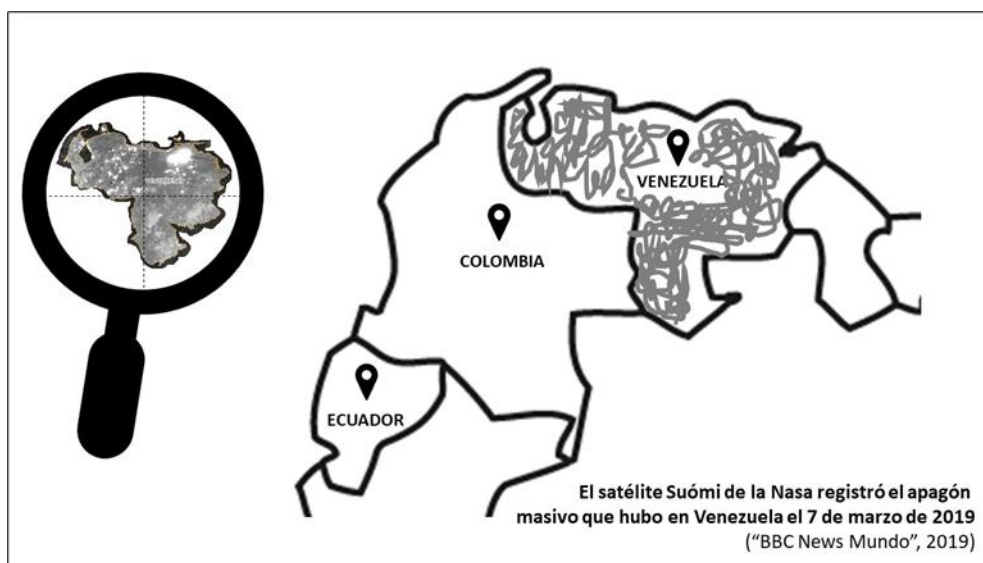 VENEZUELA
COLOMBIA
ECUADOR
El satélite Suómi de la Nasa registró el apagón
masivo que hubo en Venezuela el 7 de marzo de 2019
(“BBC News Mundo”, 2019)